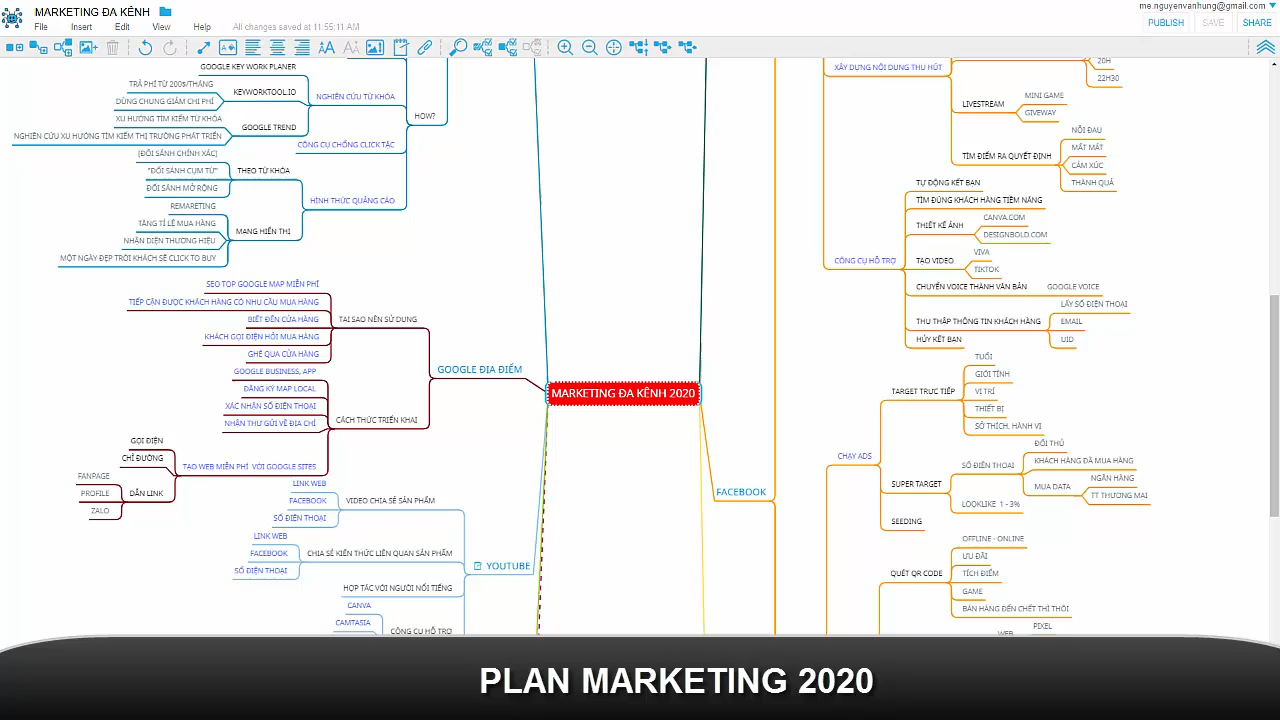 MARKETING ĐA KÊNH
me.nguyenvanhung@gmail.com
File Insert Edit View Help All changes saved at 11:55:11 AM
PUBLISH SAVE SHARE
GOOGLE KEY WORK PLANER
TRẢ PHÍ TỪ 200$/THÁNG
DÙNG CHUNG GIẢM CHI PHÍ
KEYWORKTOOL.IO
XU HƯỚNG TÌM KIẾM TỪ KHÓA
NGHIÊN CỨU XU HƯỚNG TÌM KIẾM THỊ TRƯỜNG PHÁT TRIỂN
GOOGLE TREND
NGHIÊN CỨU TỪ KHÓA
HOW?
CÔNG CỤ CHỐNG CLICK TẶC
[ĐỐI SÁNH CHÍNH XÁC]
"ĐỐI SÁNH CỤM TỪ"
ĐỐI SÁNH MỞ RỘNG
THEO TỪ KHÓA
HÌNH THỨC QUẢNG CÁO
REMARETING
TĂNG TỈ LỆ MUA HÀNG
NHẬN DIỆN THƯƠNG HIỆU
MỘT NGÀY ĐẸP TRỜI KHÁCH SẼ CLICK TO BUY
MẠNG HIỂN THỊ
SEO TOP GOOGLE MAP MIỄN PHÍ
TIẾP CẬN ĐƯỢC KHÁCH HÀNG CÓ NHU CẦU MUA HÀNG
BIẾT ĐẾN CỬA HÀNG
KHÁCH GỌI ĐIỆN HỎI MUA HÀNG
GHÉ QUA CỬA HÀNG
TẠI SAO NÊN SỬ DỤNG
GOOGLE ĐỊA ĐIỂM
GOOGLE BUSINESS, APP
ĐĂNG KÝ MAP LOCAL
XÁC NHẬN SỐ ĐIỆN THOẠI
NHẬN THƯ GỬI VỀ ĐỊA CHỈ
CÁCH THỨC TRIỂN KHAI
GỌI ĐIỆN
CHỈ ĐƯỜNG
TẠO WEB MIỄN PHÍ VỚI GOOGLE SITES
FANPAGE
PROFILE
ZALO
DẪN LINK
LINK WEB
FACEBOOK
SỐ ĐIỆN THOẠI
VIDEO CHIA SẺ SẢN PHẨM
LINK WEB
FACEBOOK
SỐ ĐIỆN THOẠI
CHIA SẺ KIẾN THỨC LIÊN QUAN SẢN PHẨM
YOUTUBE
HỢP TÁC VỚI NGƯỜI NỔI TIẾNG
CANVA
CAMTASIA
CÔNG CỤ HỖ TRỢ
MARKETING ĐA KÊNH 2020
FACEBOOK
XÂY DỰNG NỘI DUNG THU HÚT
20H
22H30
LIVESTREAM
MINI GAME
GIVEWAY
TÌM ĐIỂM RA QUYẾT ĐỊNH
NỖI ĐAU
MẤT MÁT
CẢM XÚC
THÀNH QUẢ
CÔNG CỤ HỖ TRỢ
TỰ ĐỘNG KẾT BẠN
TÌM ĐÚNG KHÁCH HÀNG TIỀM NĂNG
THIẾT KẾ ẢNH
CANVA.COM
DESIGNBOLD.COM
TẠO VIDEO
VIVA
TIKTOK
CHUYỂN VOICE THÀNH VĂN BẢN
GOOGLE VOICE
THU THẬP THÔNG TIN KHÁCH HÀNG
LẤY SỐ ĐIỆN THOẠI
EMAIL
UID
HỦY KẾT BẠN
CHẠY ADS
TARGET TRỰC TIẾP
TUỔI
GIỚI TÍNH
VỊ TRÍ
THIẾT BỊ
SỞ THÍCH, HÀNH VI
SUPER TARGET
SỐ ĐIỆN THOẠI
ĐỐI THỦ
KHÁCH HÀNG ĐÃ MUA HÀNG
MUA DATA
NGÂN HÀNG
TT THƯƠNG MẠI
LOOKLIKE 1 - 3%
SEEDING
QUÉT QR CODE
OFFLINE - ONLINE
ƯU ĐÃI
TÍCH ĐIỂM
GAME
BÁN HÀNG ĐẾN CHẾT THÌ THÔI
WEB
PIXEL
PLAN MARKETING 2020